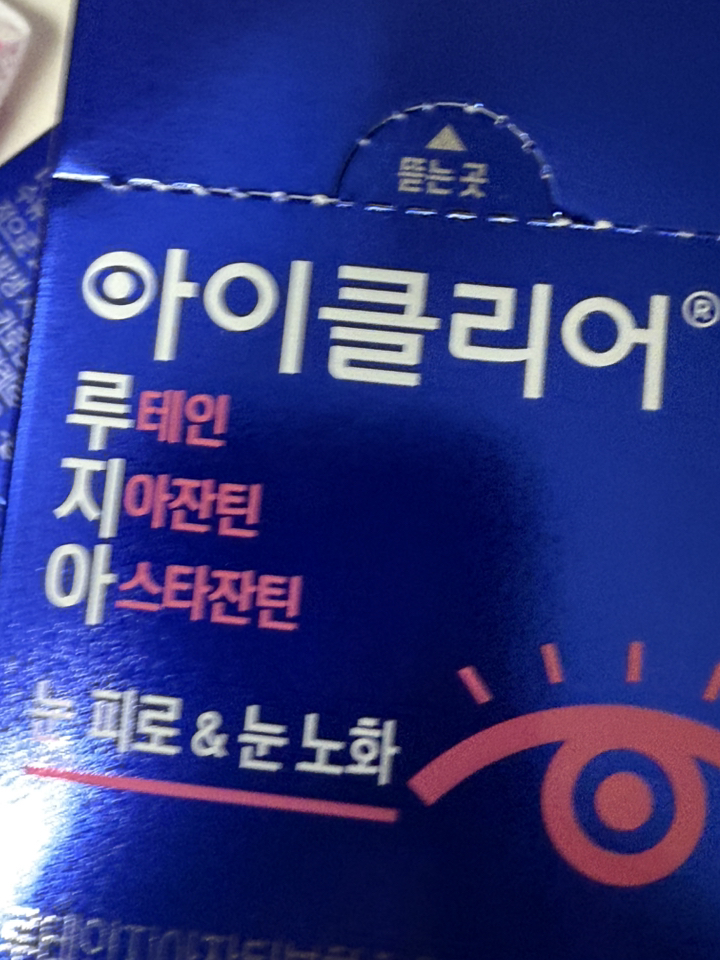 ▲
뜯는 곳
아이클리어®
루테인
지아잔틴
아스타잔틴
눈 피로 & 눈 노화